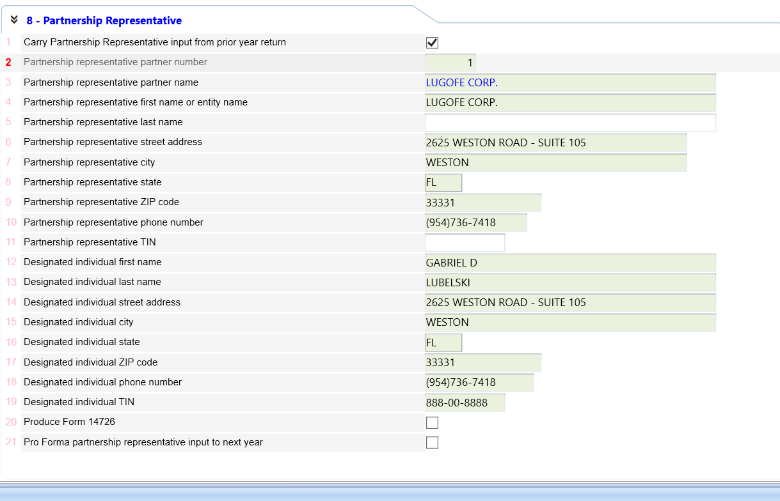 8 - Partnership Representative
1 Carry Partnership Representative input from prior year return
2 Partnership representative partner number 1
3 Partnership representative partner name LUGOFE CORP.
4 Partnership representative first name or entity name LUGOFE CORP.
5 Partnership representative last name
6 Partnership representative street address 2625 WESTON ROAD - SUITE 105
7 Partnership representative city WESTON
8 Partnership representative state FL
9 Partnership representative ZIP code 33331
10 Partnership representative phone number (954)736-7418
11 Partnership representative TIN
12 Designated individual first name GABRIEL D
13 Designated individual last name LUBELSKI
14 Designated individual street address 2625 WESTON ROAD - SUITE 105
15 Designated individual city WESTON
16 Designated individual state FL
17 Designated individual ZIP code 33331
18 Designated individual phone number (954)736-7418
19 Designated individual TIN 888-00-8888
20 Produce Form 14726
21 Pro Forma partnership representative input to next year